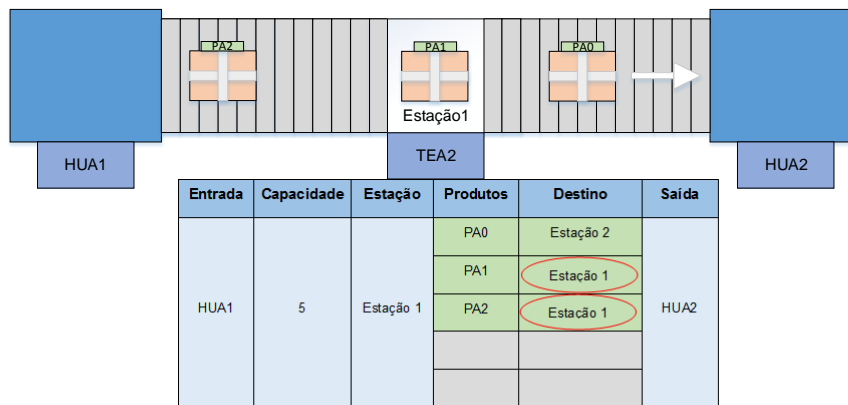 PA2
PA1
PA0
Estação1
HUA1
TEA2
HUA2
Entrada Capacidade Estação Produtos Destino Saída
PA0 Estação 2
PA1 Estação 1
HUA1 5 Estação 1 PA2 Estação 1 HUA2